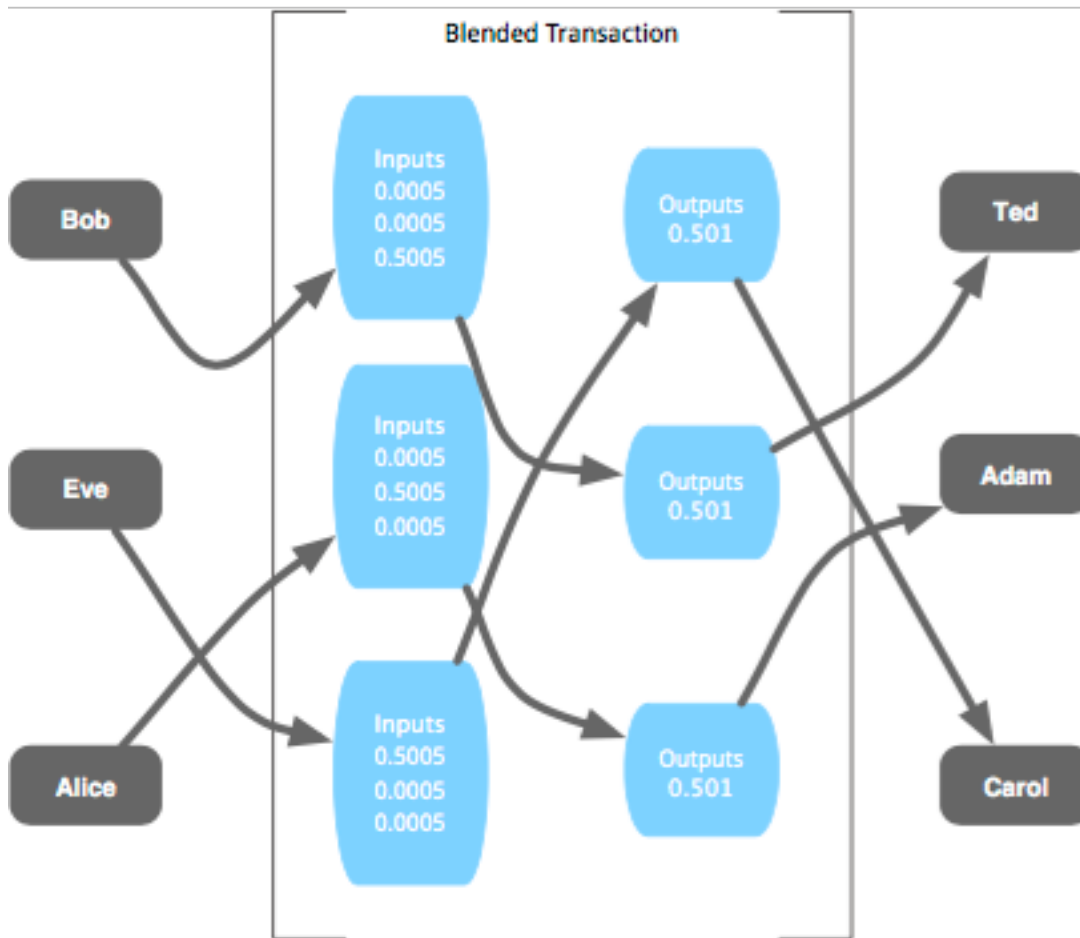 Blended Transaction
Bob
Eve
Alice
Inputs
0.0005
0.0005
0.5005
Inputs
0.0005
0.5005
0.0005
Inputs
0.5005
0.0005
0.0005
Outputs
0.501
Outputs
0.501
Outputs
0.501
Ted
Adam
Carol